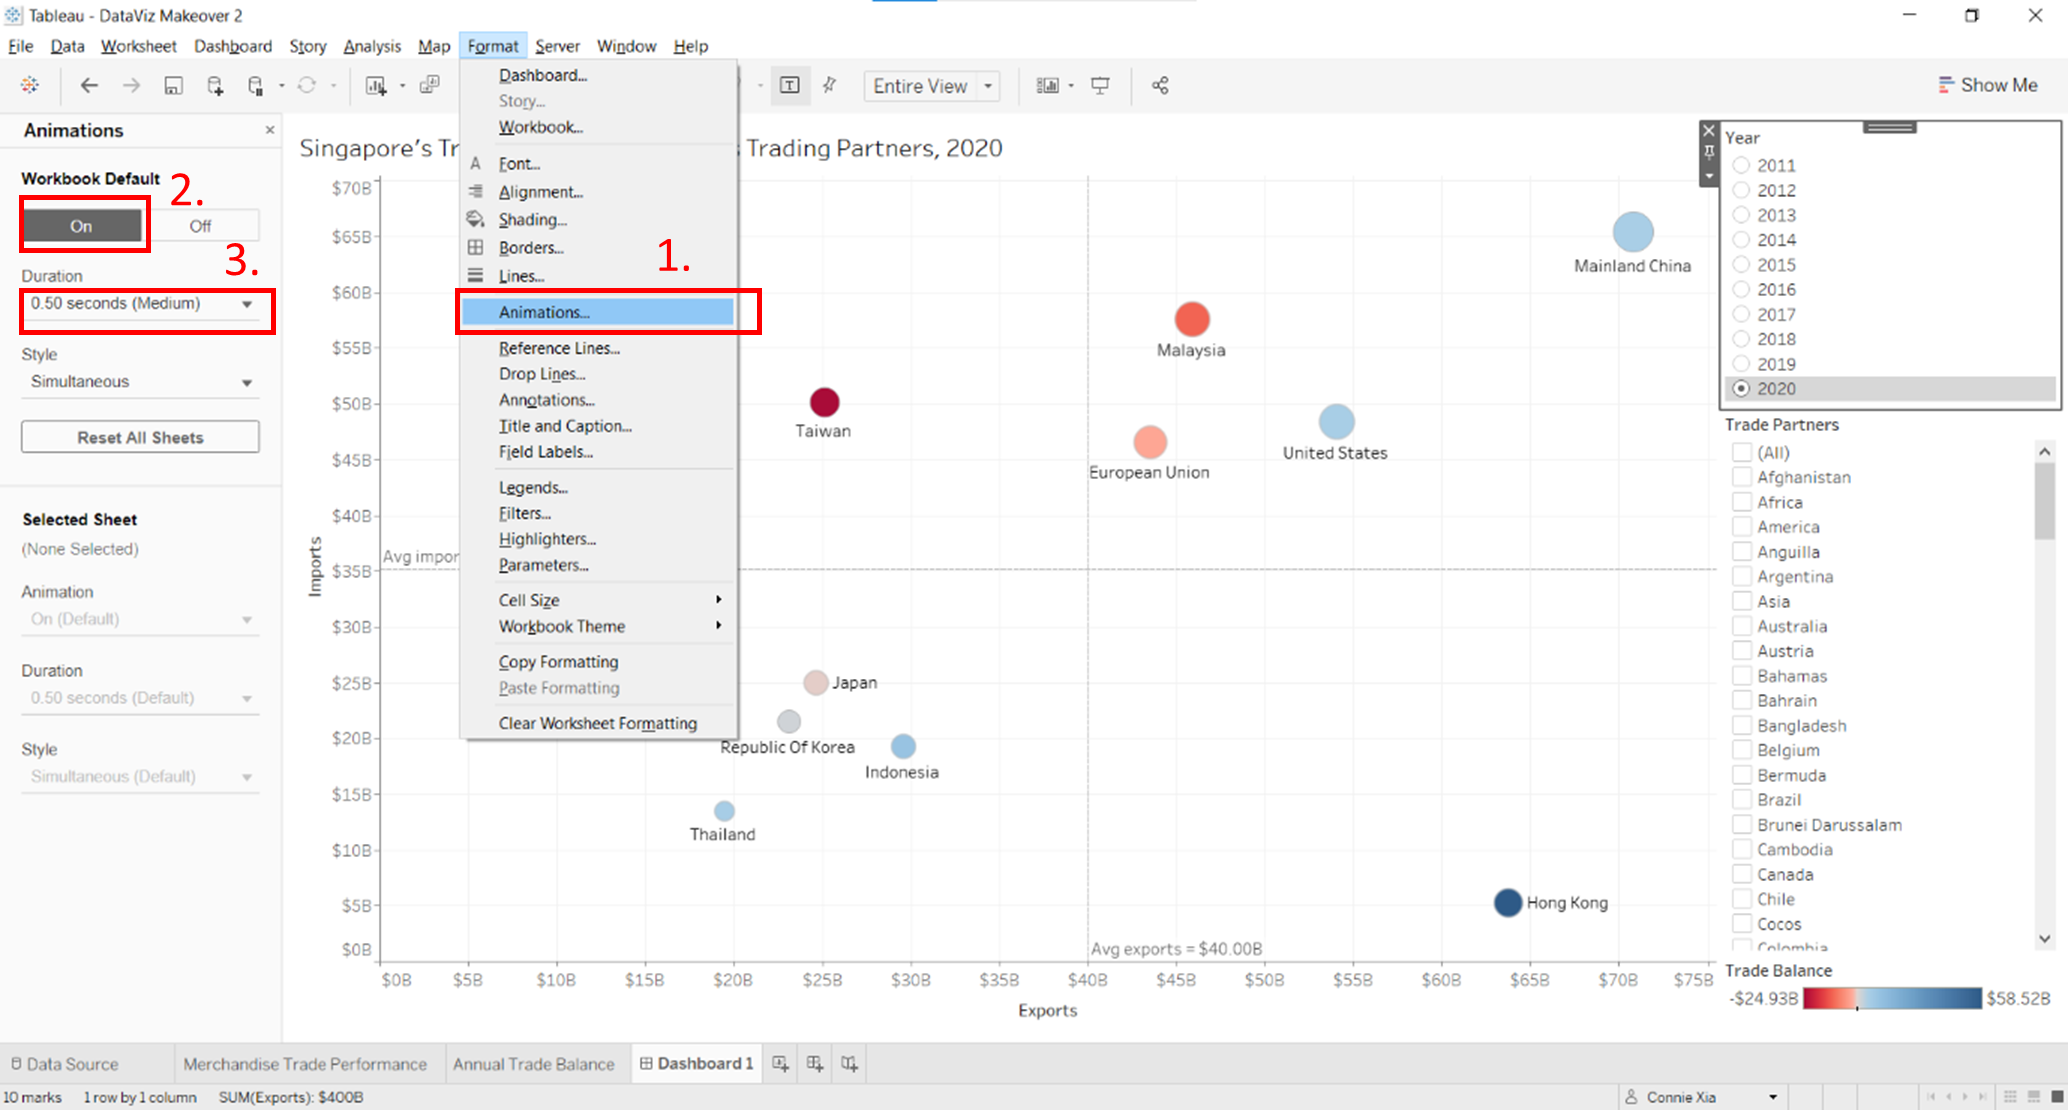 Tableau - DataViz Makeover 2
File Data Worksheet Dashboard Story Analysis Map Format Server Window Help
Entire View
Show Me
Animations
Workbook Default
2.
On Off
3.
Duration
0.50 seconds (Medium)
Style
Simultaneous
Reset All Sheets
Selected Sheet
(None Selected)
Animation
On (Default)
Duration
0.50 seconds (Default)
Style
Simultaneous (Default)
Dashboard...
Story...
Workbook...
Font...
Alignment...
Shading...
Borders...
Lines...
1.
Animations...
Reference Lines...
Drop Lines...
Annotations...
Title and Caption...
Field Labels...
Legends...
Filters...
Highlighters...
Parameters...
Cell Size
Workbook Theme
Copy Formatting
Paste Formatting
Clear Worksheet Formatting
Singapore's Tr
s Trading Partners, 2020
$70B
$65B
$60B
$55B
$50B
$45B
$40B
$35B
$30B
$25B
$20B
$15B
$10B
$5B
$0B
Imports
Avg impor
Mainland China
Malaysia
Taiwan
United States
European Union
Japan
Republic Of Korea
Indonesia
Thailand
Hong Kong
Avg exports = $40.00B
$0B $5B $10B $15B $20B $25B $30B $35B $40B $45B $50B $55B $60B $65B $70B $75B
Exports
Year
2011
2012
2013
2014
2015
2016
2017
2018
2019
2020
Trade Partners
(All)
Afghanistan
Africa
America
Anguilla
Argentina
Asia
Australia
Austria
Bahamas
Bahrain
Bangladesh
Belgium
Bermuda
Brazil
Brunei Darussalam
Cambodia
Canada
Chile
Cocos
Colombia
Trade Balance
-$24.93B $58.52B
Data Source Merchandise Trade Performance Annual Trade Balance Dashboard 1
10 marks 1 row by 1 column SUM(Exports): $400B Connie Xia